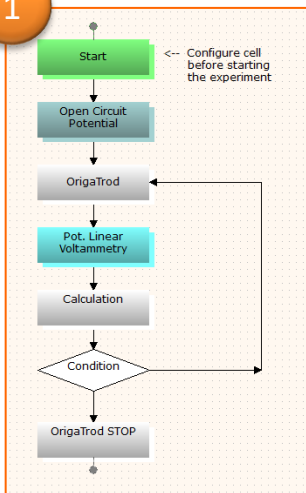 1
Start
<-- Configure cell
before starting
the experiment
Open Circuit
Potential
OrigaTrod
Pot. Linear
Voltammetry
Calculation
Condition
OrigaTrod STOP